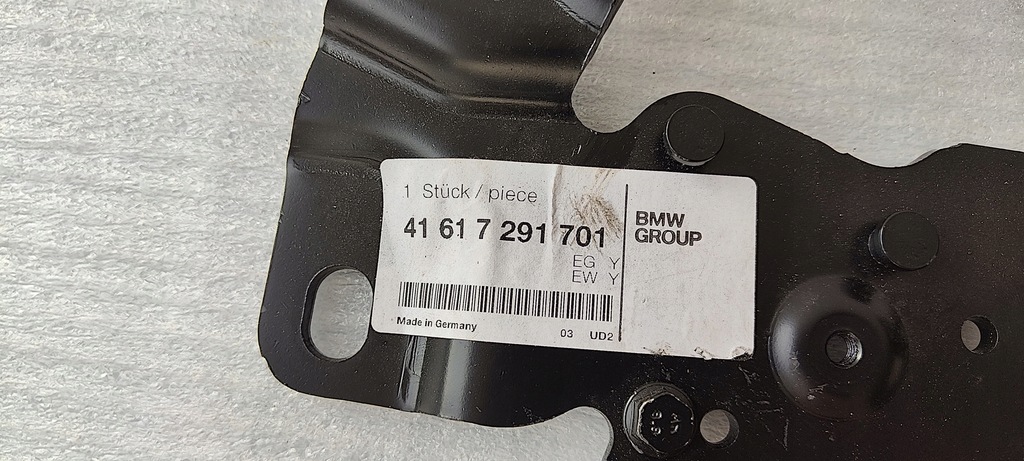 1 Stück / piece
41 61 7 291 701
EG Y
EW Y
Made in Germany
03 UD2
BMW
GROUP